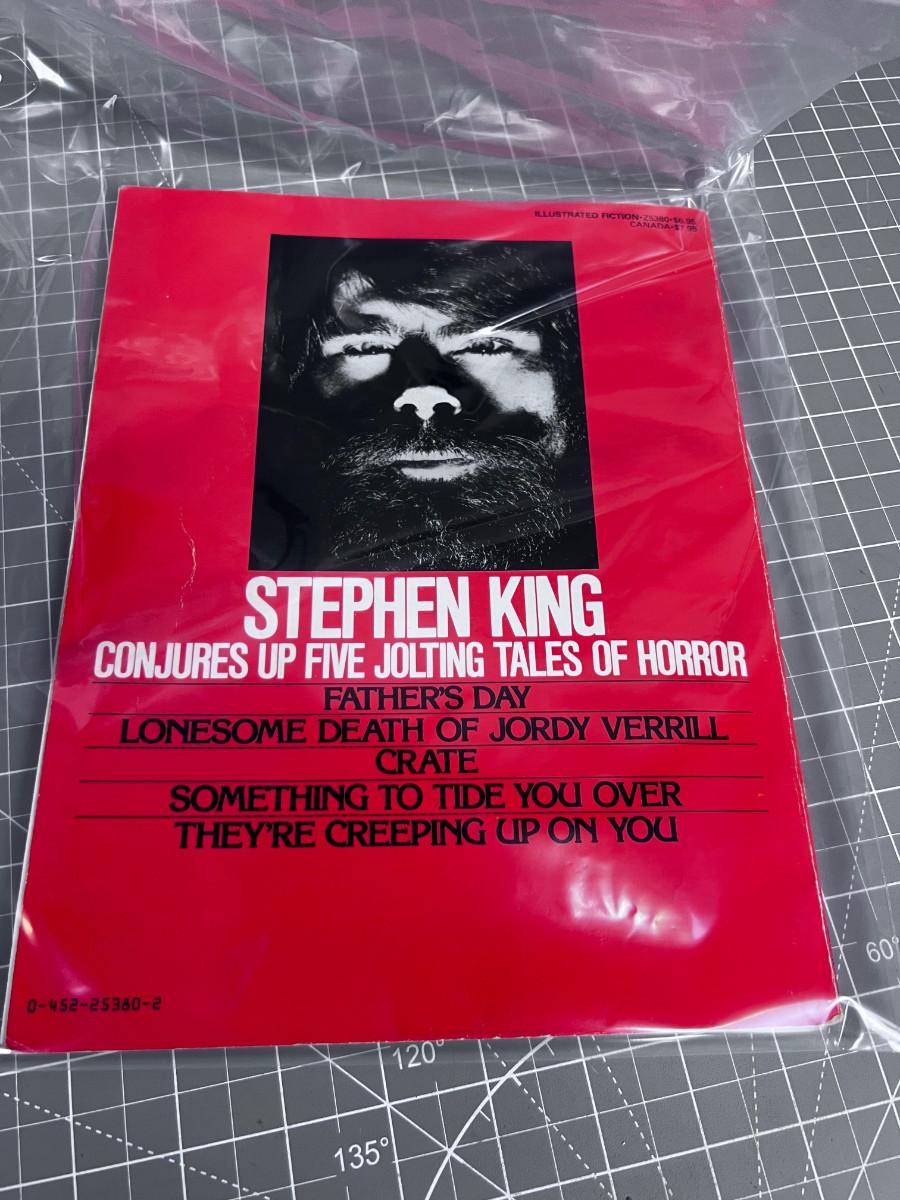 ILLUSTRATED FICTION•Z5380•$6.95
CANADA•$7.95
STEPHEN KING
CONJURES UP FIVE JOLTING TALES OF HORROR
FATHER'S DAY
LONESOME DEATH OF JORDY VERRILL
CRATE
SOMETHING TO TIDE YOU OVER
THEY'RE CREEPING UP ON YOU
0-452-25380-2
60°
120°
135°